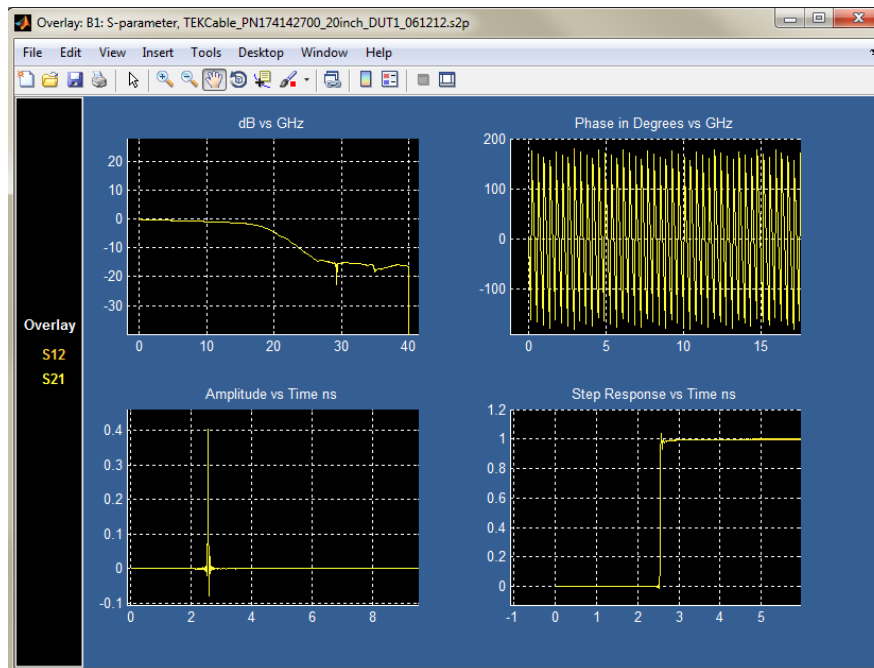 Overlay: B1: S-parameter, TEKCable_PN174142700_20inch_DUT1_061212.s2p
File Edit View Insert Tools Desktop Window Help
Overlay
S12
S21
dB vs GHz
20
10
0
-10
-20
-30
0 10 20 30 40
Phase in Degrees vs GHz
200
100
0
-100
0 5 10 15
Amplitude vs Time ns
0.4
0.3
0.2
0.1
0
-0.1
0 2 4 6 8
Step Response vs Time ns
1.2
1
0.8
0.6
0.4
0.2
0
-1 0 1 2 3 4 5